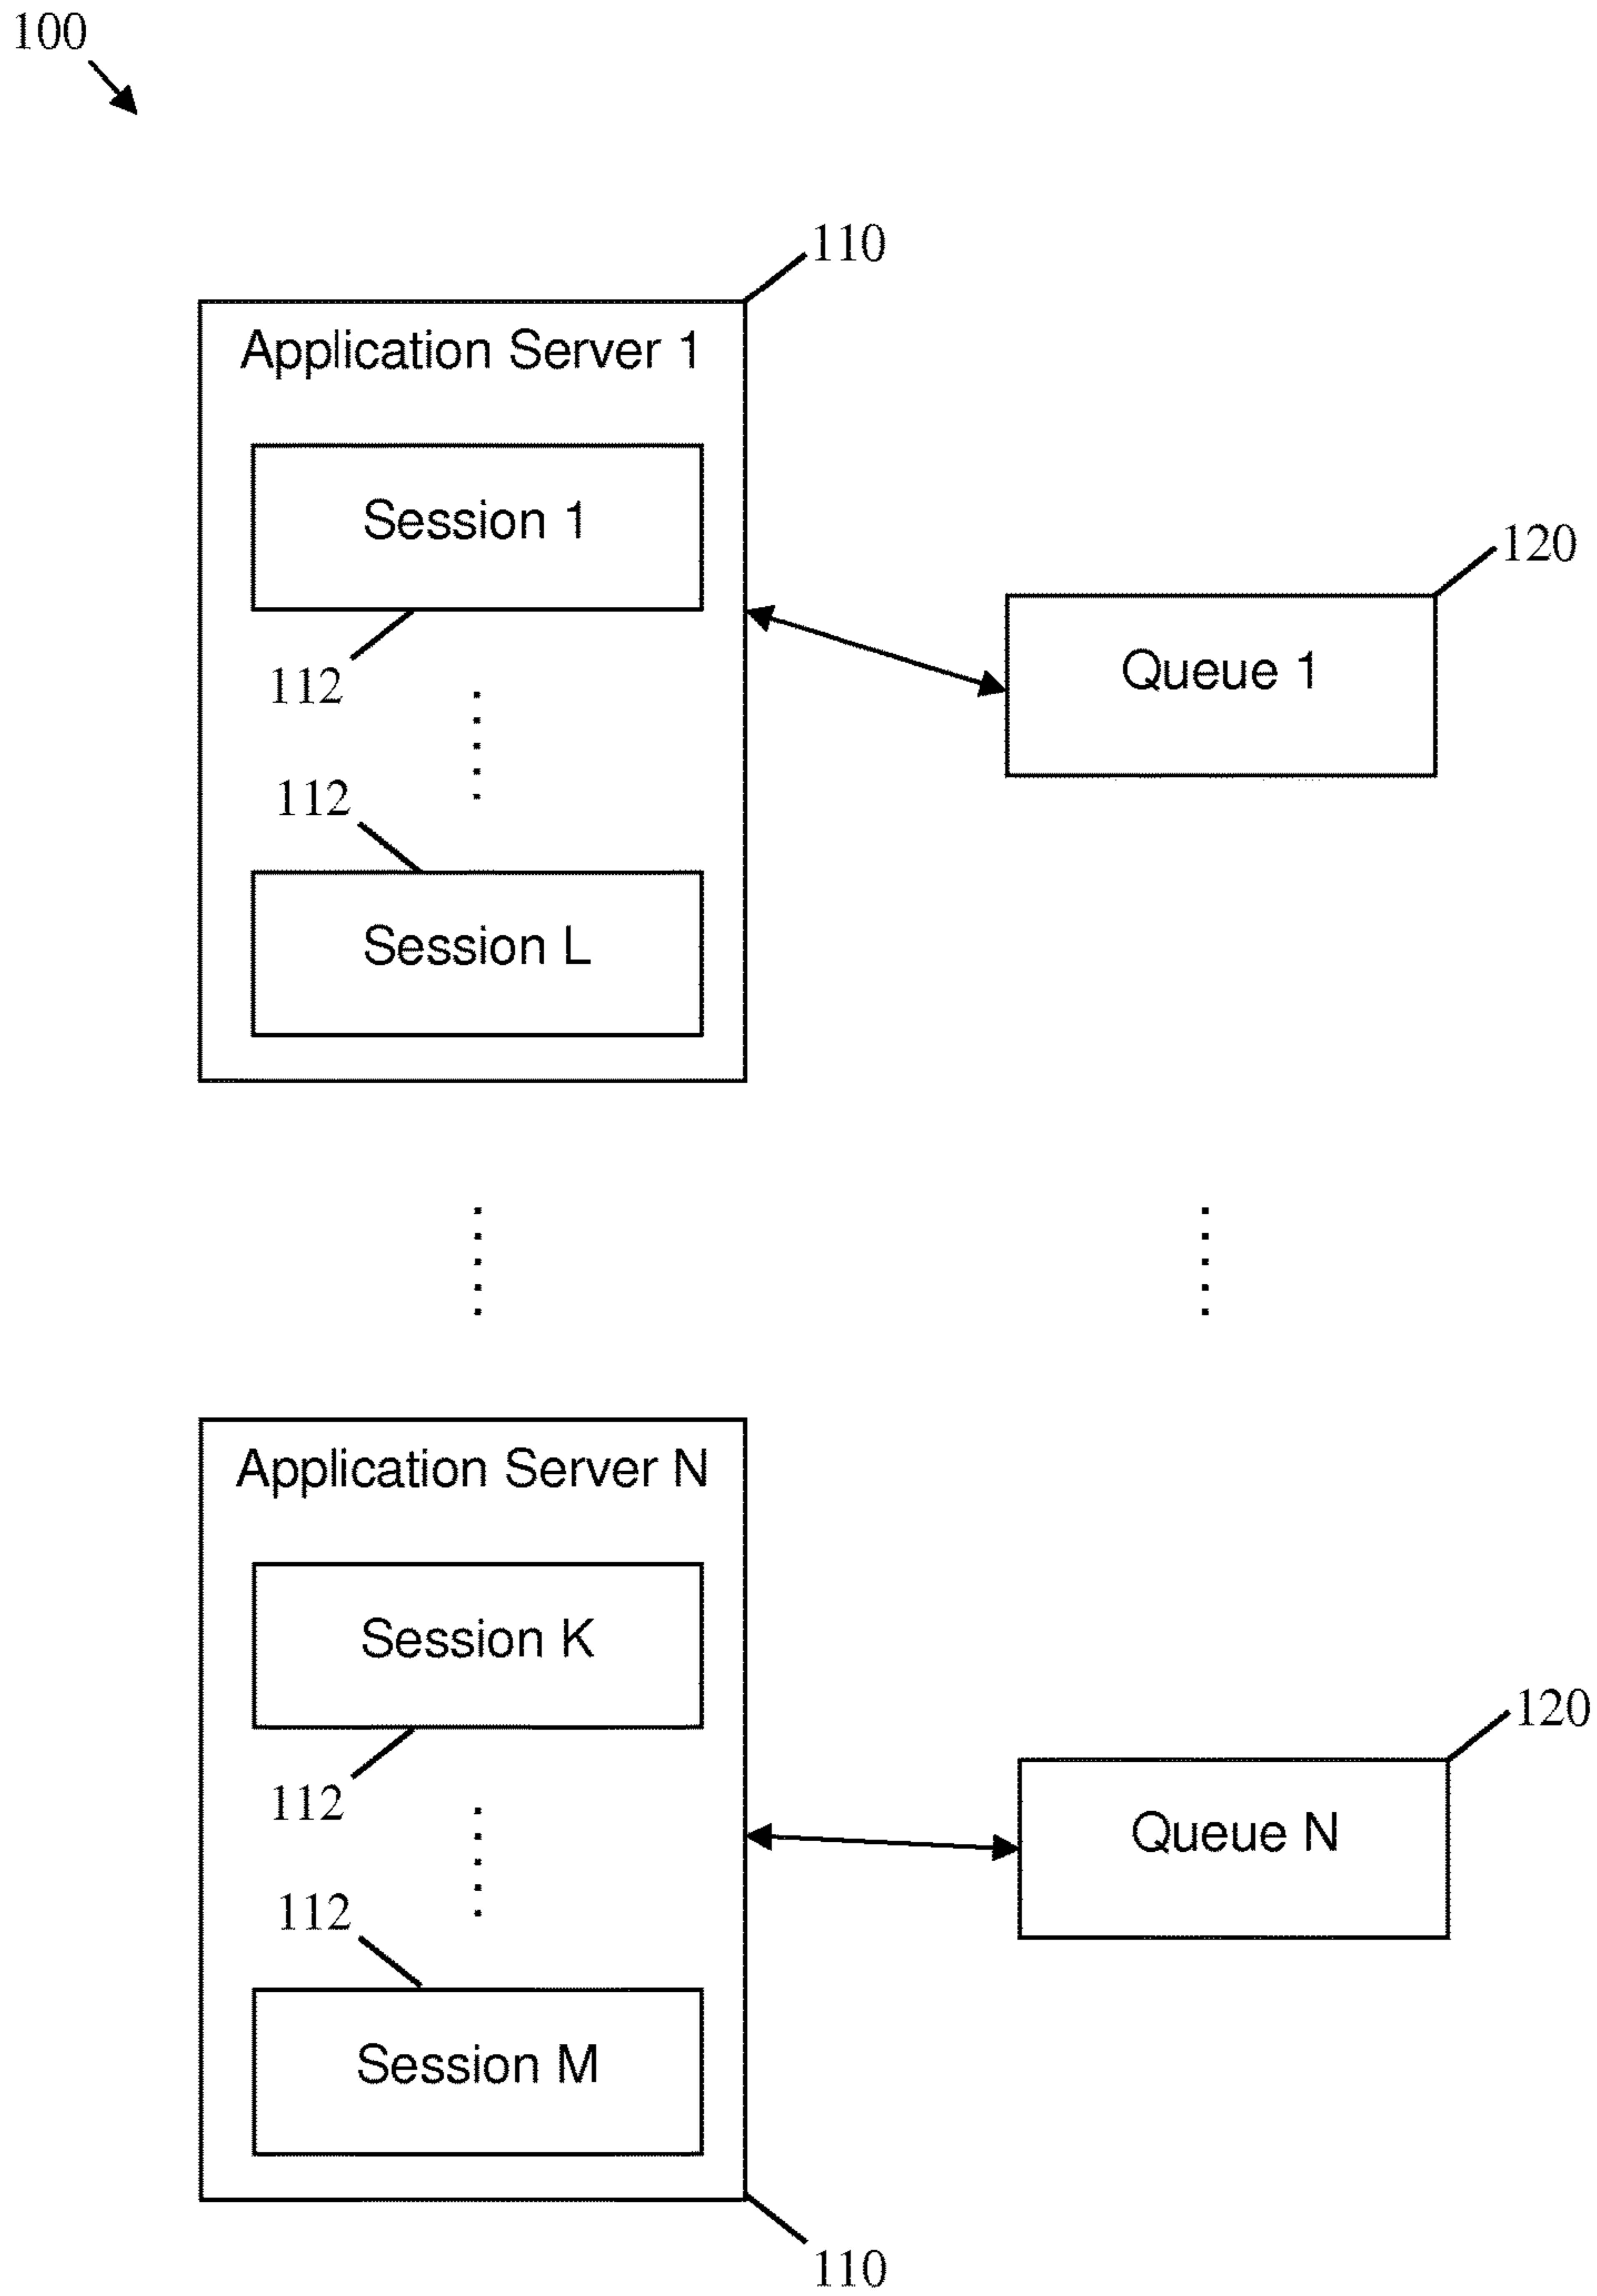 100
110
Application Server 1
Session 1
120
Queue 1
112
112
Session L
Application Server N
Session K
120
112
Queue N
112
Session M
110